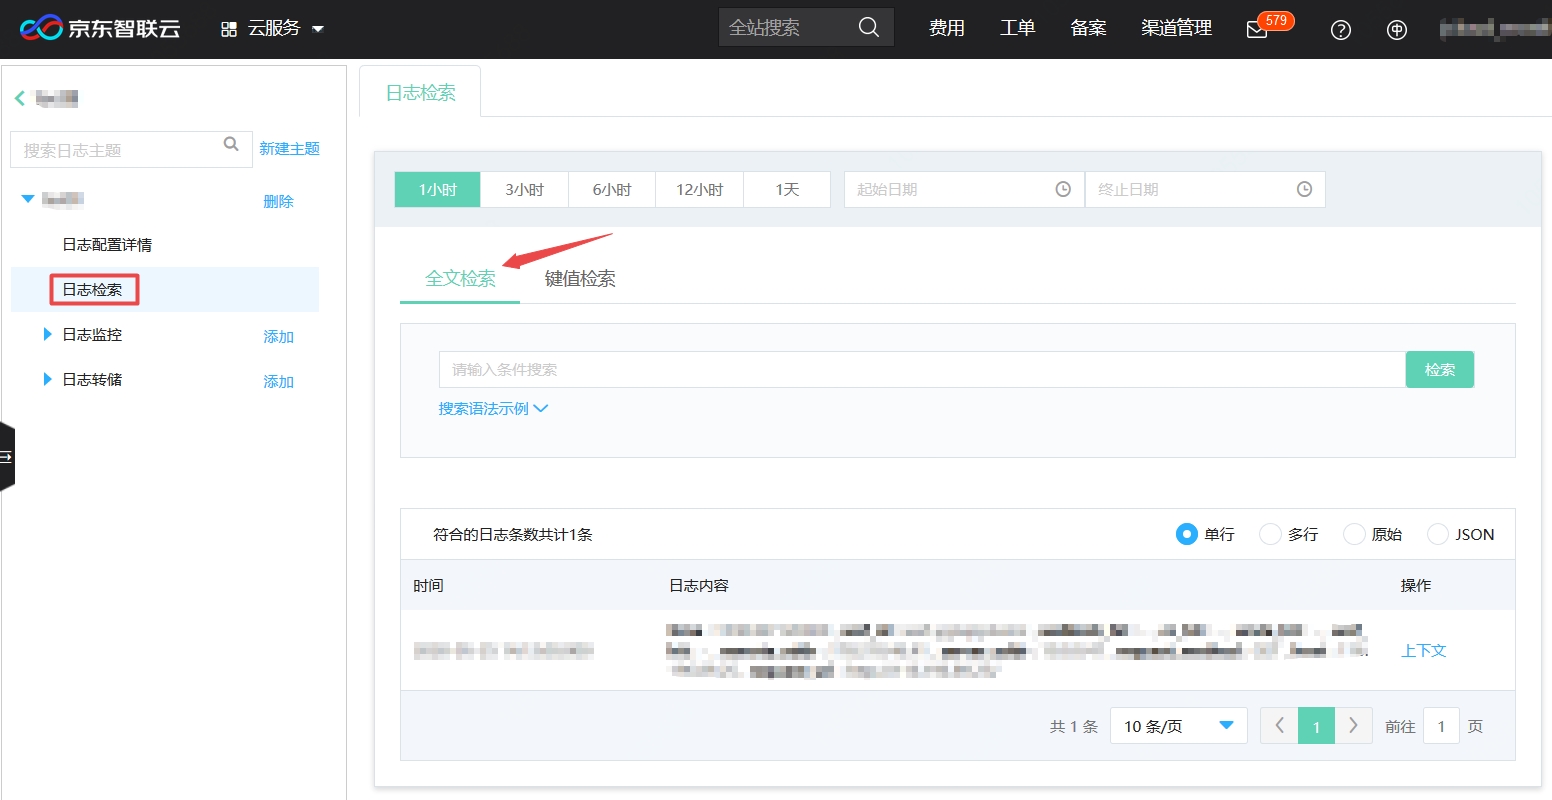 京东智联云 云服务 全站搜索 费用 工单 备案 渠道管理 579
日志检索
搜索日志主题 新建主题
删除
日志配置详情
日志检索
日志监控 添加
日志转储 添加
1小时 3小时 6小时 12小时 1天 起始日期 终止日期
全文检索 键值检索
请输入条件搜索 检索
搜索语法示例
符合的日志条数共计1条 单行 多行 原始 JSON
时间 日志内容 操作
上下文
共 1 条 10 条/页 1 前往 1 页